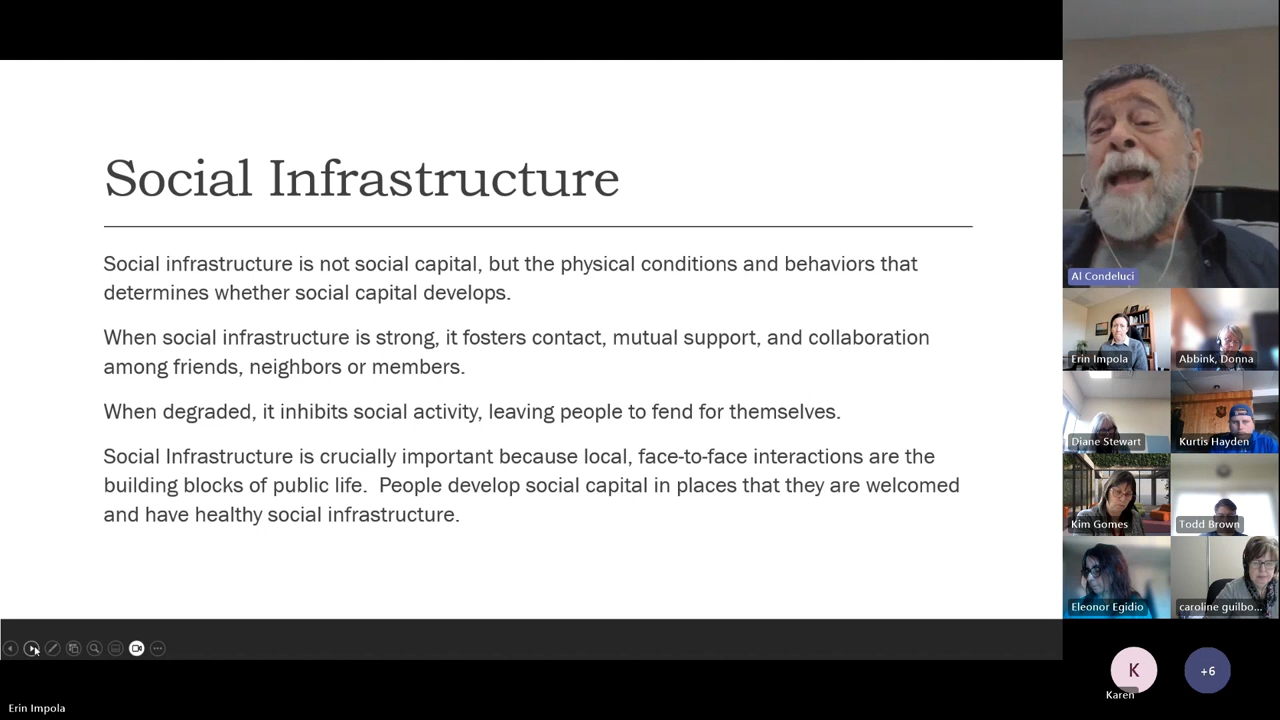 Social Infrastructure
Social infrastructure is not social capital, but the physical conditions and behaviors that
determines whether social capital develops.
When social infrastructure is strong, it fosters contact, mutual support, and collaboration
among friends, neighbors or members.
When degraded, it inhibits social activity, leaving people to fend for themselves.
Social Infrastructure is crucially important because local, face-to-face interactions are the
building blocks of public life.  People develop social capital in places that they are welcomed
and have healthy social infrastructure.
Al Condeluci
Erin Impola
Abbink, Donna
Diane Stewart
Kurtis Hayden
Kim Gomes
Todd Brown
Eleonor Egidio
caroline guilbo...
K
Karen
+6
Erin Impola